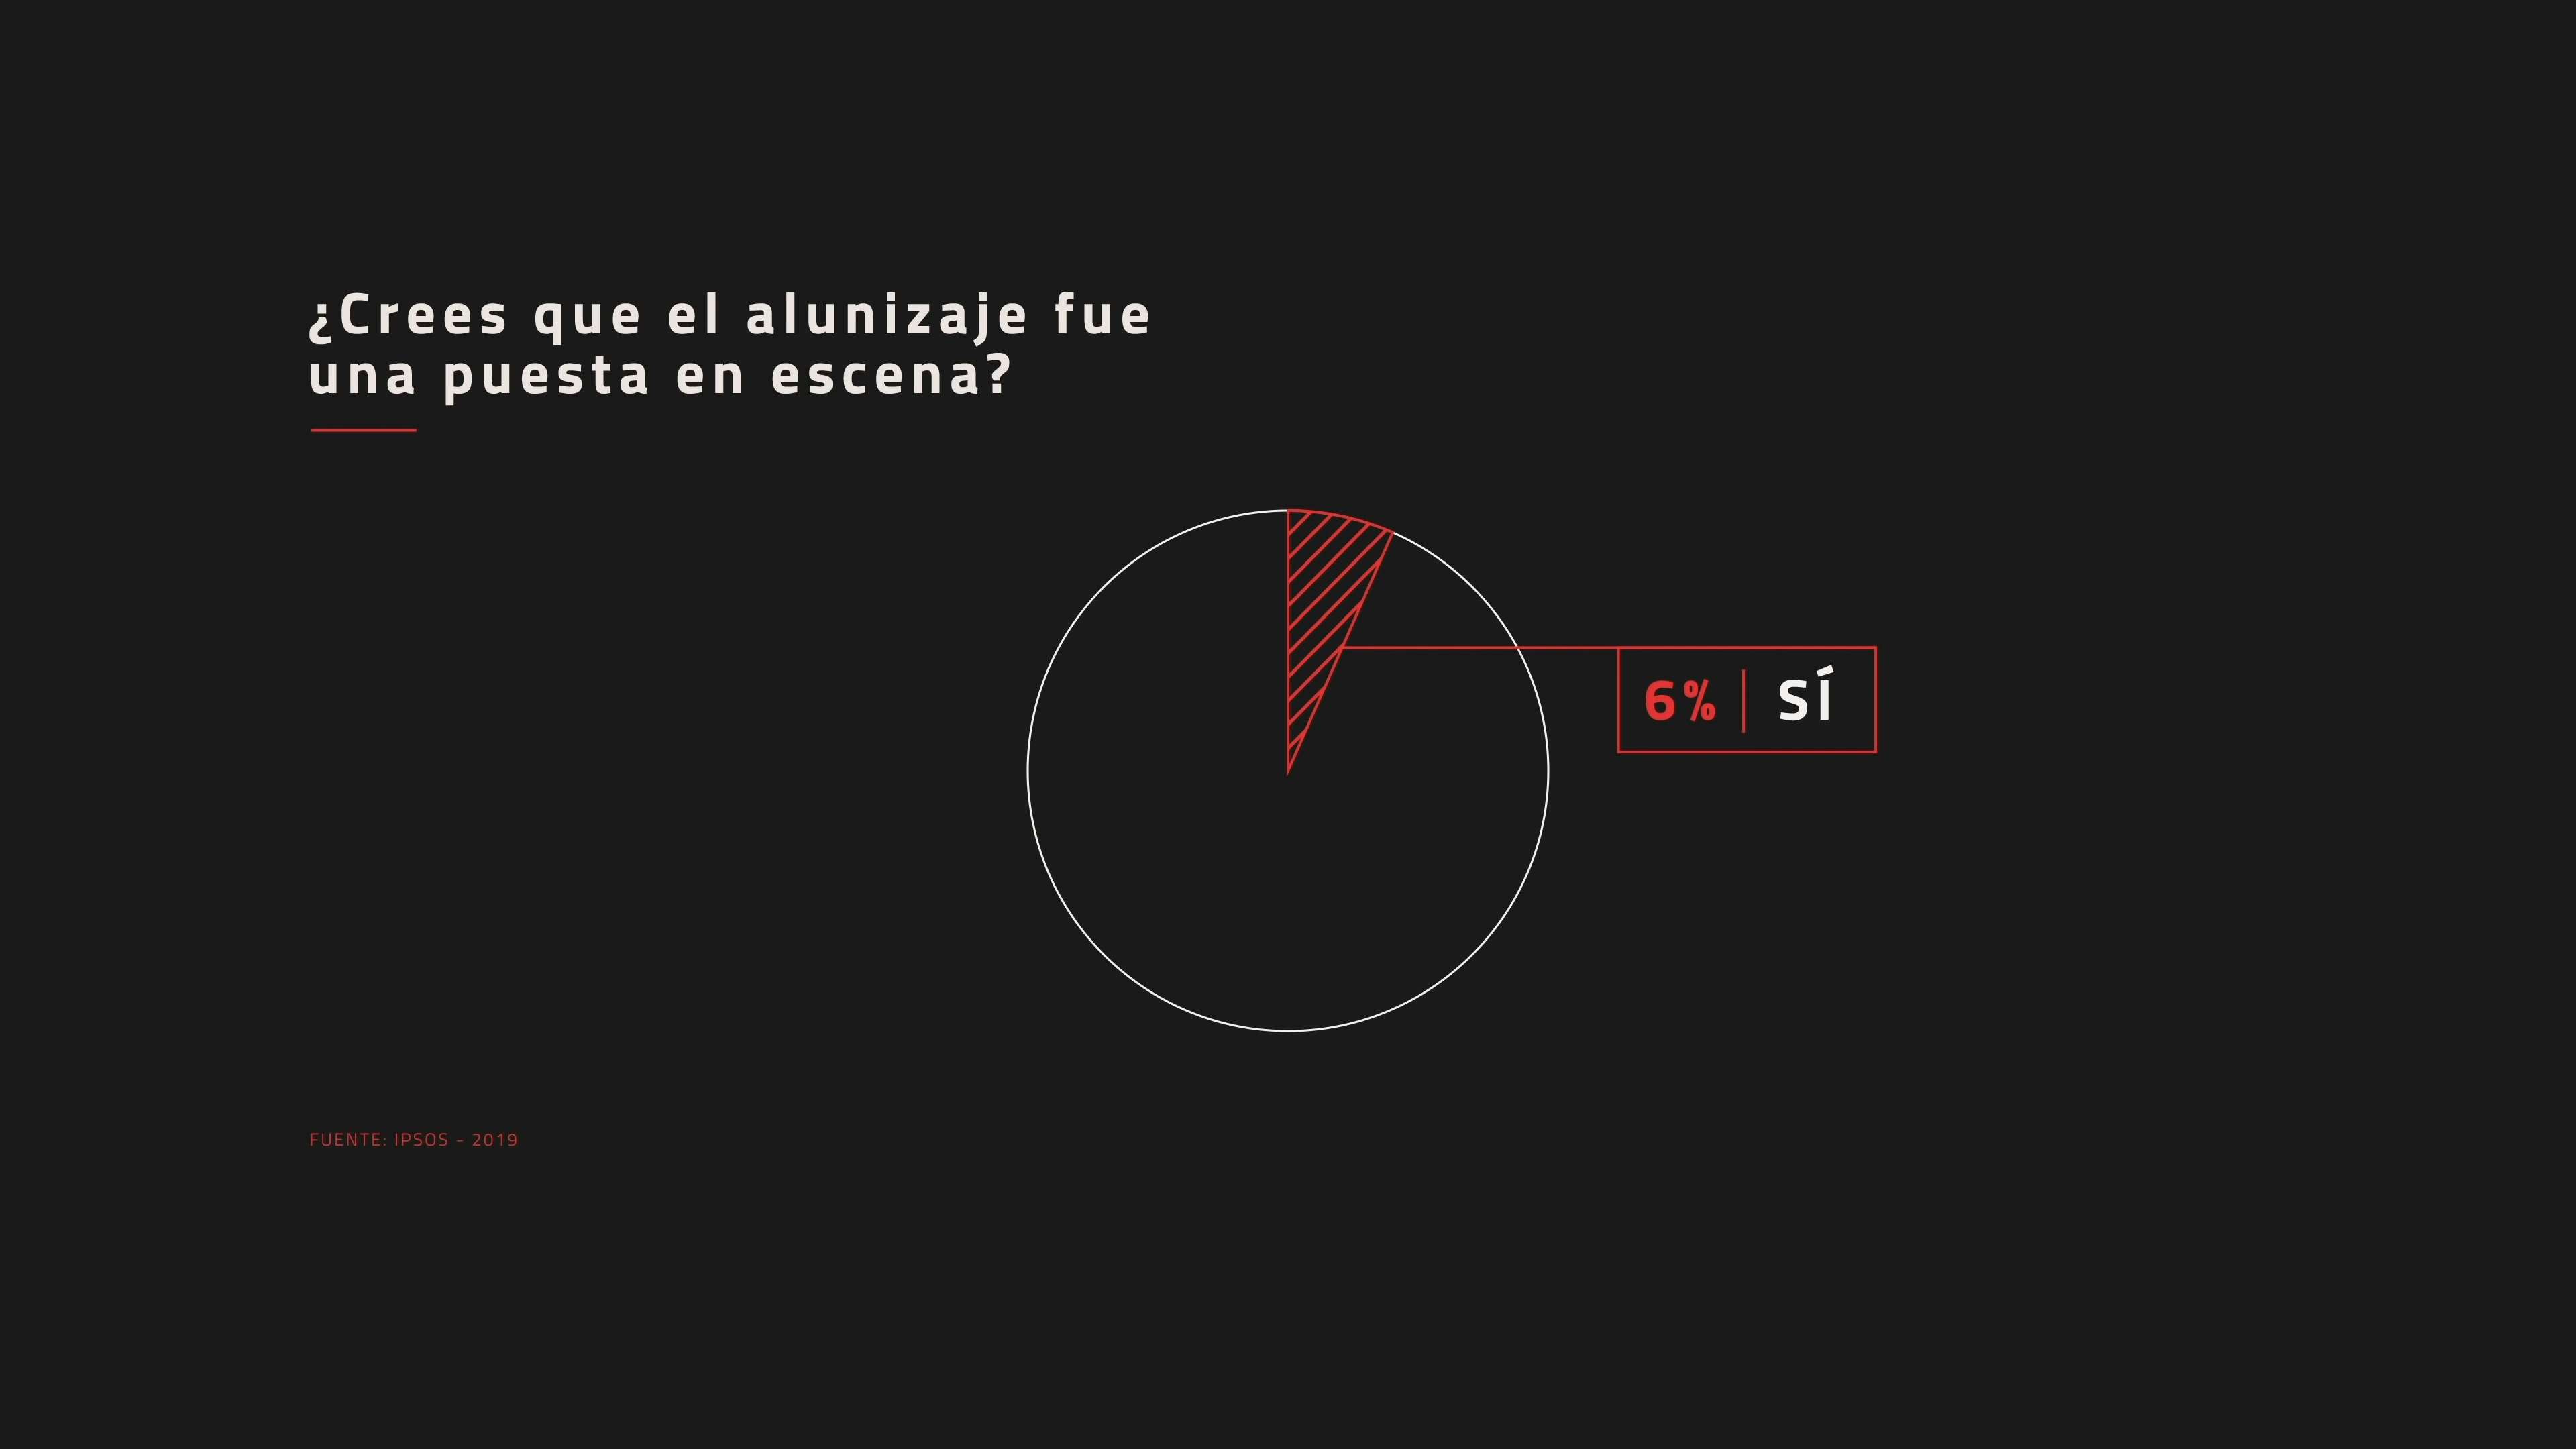 ¿Crees que el alunizaje fue
una puesta en escena?
6% | SÍ
FUENTE: IPSOS - 2019